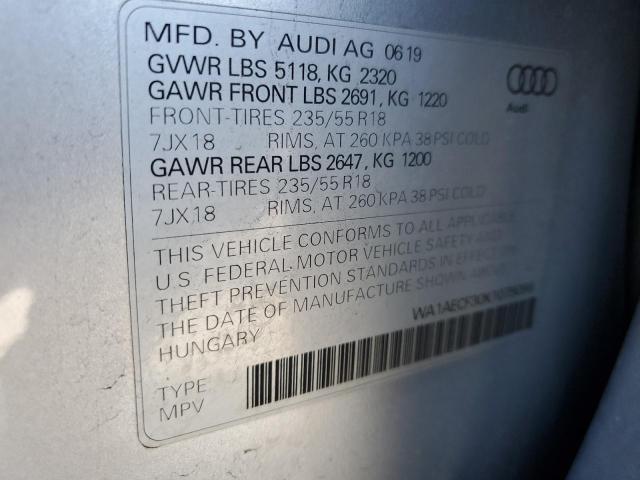 MFD. BY AUDI AG 0619
GVWR LBS 5118, KG 2320
GAWR FRONT LBS 2691, KG 1220
FRONT-TIRES 235/55 R18
7JX18 RIMS, AT 260 KPA 38 PSI COLD
GAWR REAR LBS 2647, KG 1200
REAR-TIRES 235/55 R18
7JX18 RIMS, AT 260 KPA 38 PSI COLD
Audi
THIS VEHICLE CONFORMS TO ALL APPLICABLE
U.S. FEDERAL MOTOR VEHICLE SAFETY AND
THEFT PREVENTION STANDARDS IN EFFECT ON
THE DATE OF MANUFACTURE SHOWN ABOVE
HUNGARY
TYPE
MPV